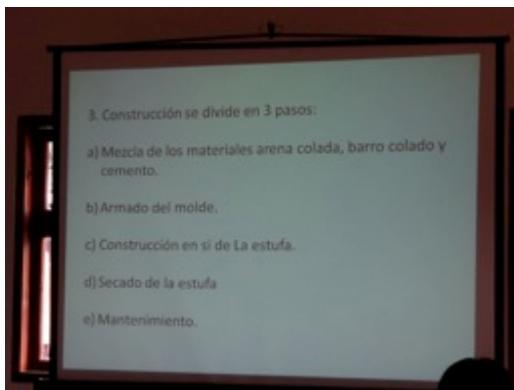 3. Construcción se divide en 3 pasos:
a) Mezcla de los materiales arena colada, barro colado y
cemento.
b) Armado del molde.
c) Construcción en si de La estufa.
d) Secado de la estufa
e) Mantenimiento.